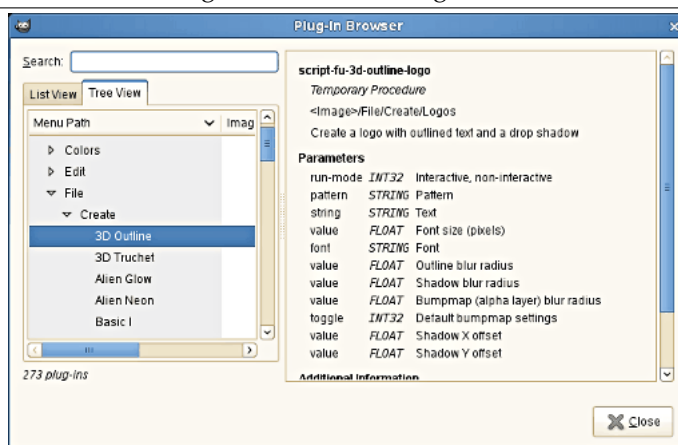 Plug-In Browser
Search:
List View Tree View
Menu Path Imag
Colors
Edit
File
Create
3D Outline
3D Truchet
Alien Glow
Alien Neon
Basic I
273 plug-ins
script-fu-3d-outline-logo
Temporary Procedure
<Image>/File/Create/Logos
Create a logo with outlined text and a drop shadow
Parameters
run-mode INT32 Interactive, non-interactive
pattern STRING Pattern
string STRING Text
value FLOAT Font size (pixels)
font STRING Font
value FLOAT Outline blur radius
value FLOAT Shadow blur radius
value FLOAT Bumpmap (alpha layer) blur radius
toggle INT32 Default bumpmap settings
value FLOAT Shadow X offset
value FLOAT Shadow Y offset
Additional Information
Close